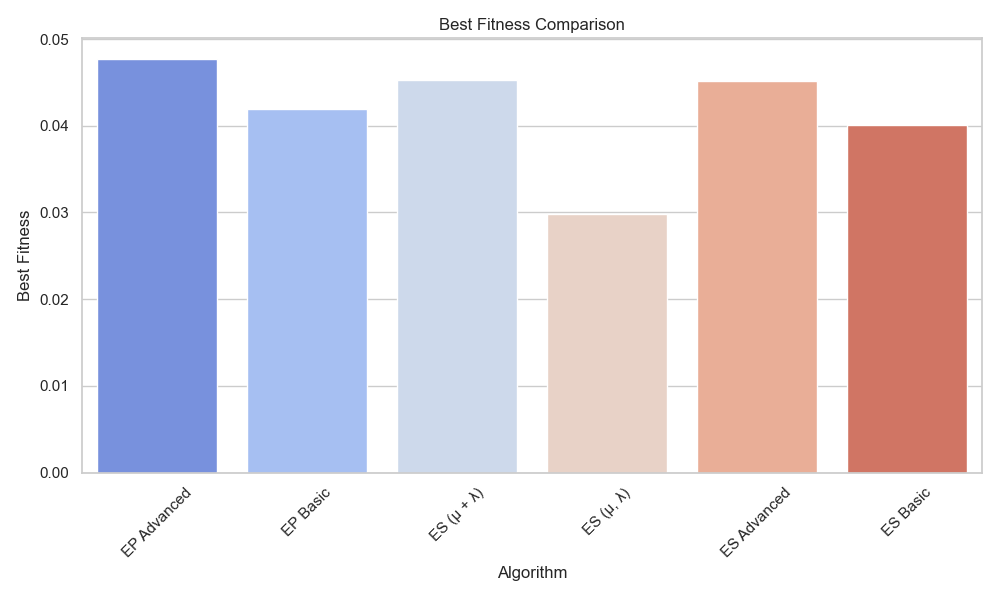 Best Fitness Comparison
0.05
0.04
0.03
0.02
0.01
0.00
Best Fitness
EP Advanced
EP Basic
ES (μ + λ)
ES (μ, λ)
ES Advanced
ES Basic
Algorithm